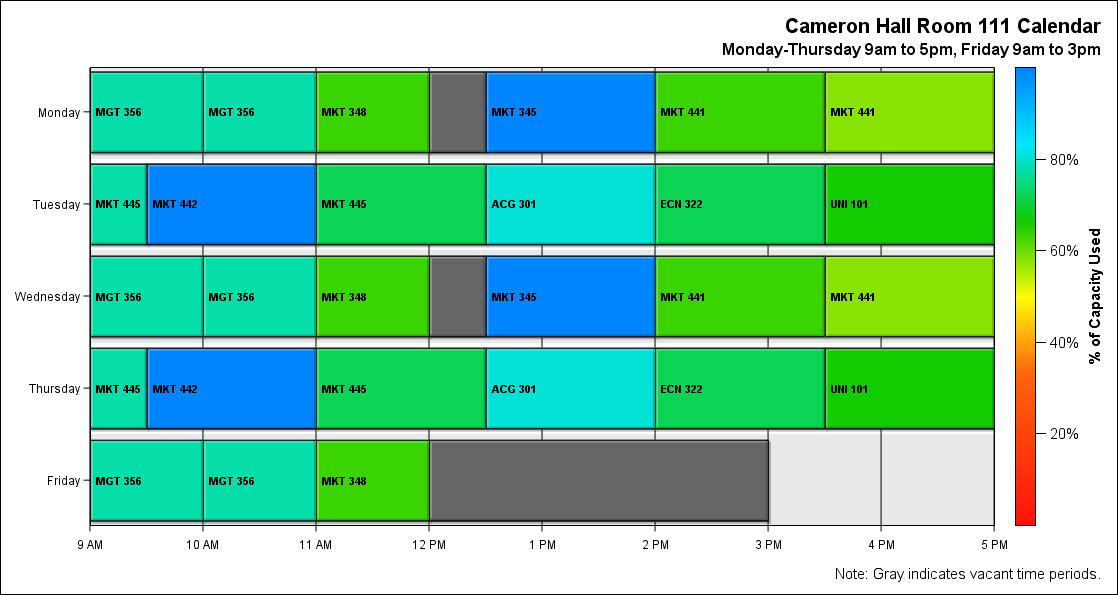 Cameron Hall Room 111 Calendar
Monday-Thursday 9am to 5pm, Friday 9am to 3pm
Monday
MGT 356
MGT 356
MKT 348
MKT 345
MKT 441
MKT 441
Tuesday
MKT 445
MKT 442
MKT 445
ACG 301
ECN 322
UNI 101
Wednesday
MGT 356
MGT 356
MKT 348
MKT 345
MKT 441
MKT 441
Thursday
MKT 445
MKT 442
MKT 445
ACG 301
ECN 322
UNI 101
Friday
MGT 356
MGT 356
MKT 348
9 AM
10 AM
11 AM
12 PM
1 PM
2 PM
3 PM
4 PM
5 PM
80%
60%
40%
20%
% of Capacity Used
Note: Gray indicates vacant time periods.